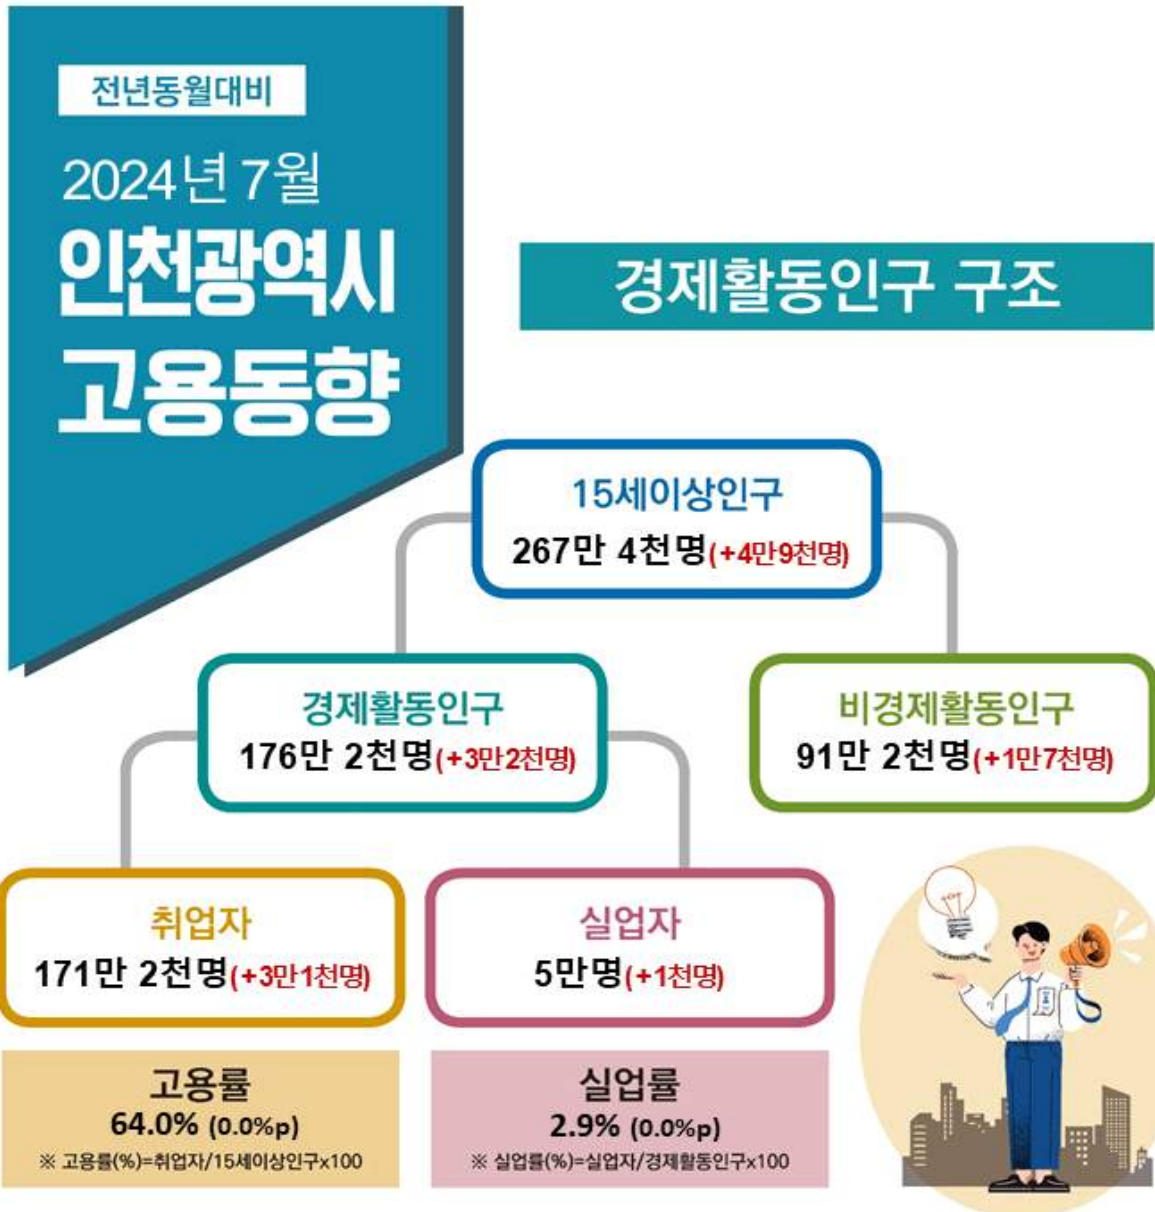 전년동월대비
2024년 7월
인천광역시
고용동향
경제활동인구 구조
15세이상인구
267만 4천명(+4만9천명)
경제활동인구
176만 2천명(+3만2천명)
비경제활동인구
91만 2천명(+1만7천명)
취업자
171만 2천명(+3만1천명)
실업자
5만명(+1천명)
고용률
64.0% (0.0%p)
※ 고용률(%)=취업자/15세이상인구x100
실업률
2.9% (0.0%p)
※ 실업률(%)=실업자/경제활동인구x100